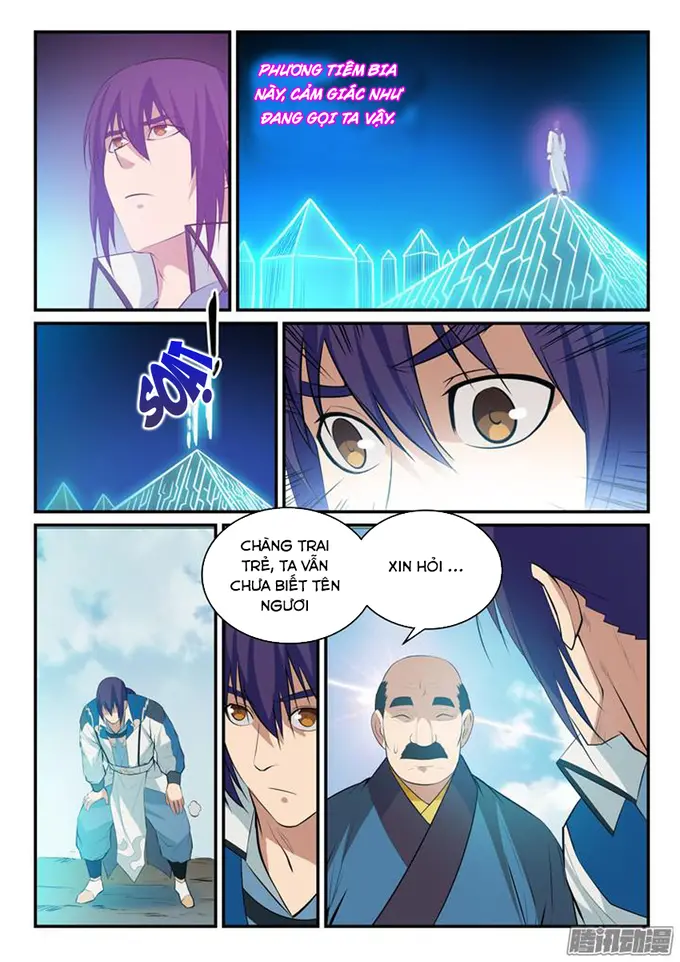 PHƯƠNG TIÊM BIA
NÀY, CẢM GIÁC NHƯ
ĐANG GỌI TA VẬY.
SOẠT!
CHÀNG TRAI
TRẺ, TA VẪN
CHƯA BIẾT TÊN
NGƯƠI
XIN HỎI ...
腾讯动漫